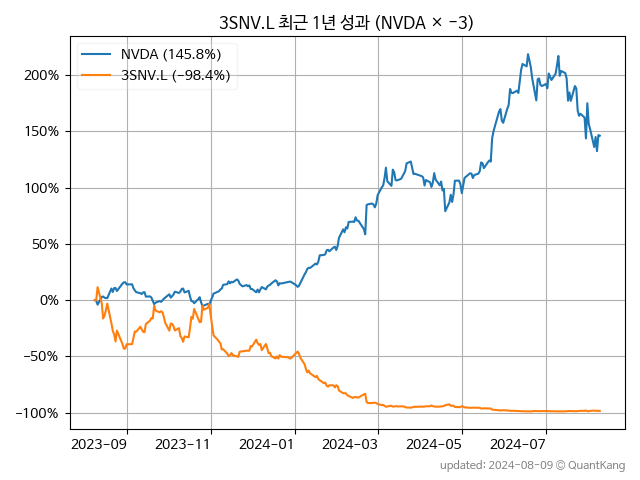 3SNV.L 최근 1년 성과 (NVDA × −3)
NVDA (145.8%)
3SNV.L (−98.4%)
200%
150%
100%
50%
0%
−50%
−100%
2023-09 2023-11 2024-01 2024-03 2024-05 2024-07
updated: 2024-08-09 © QuantKang